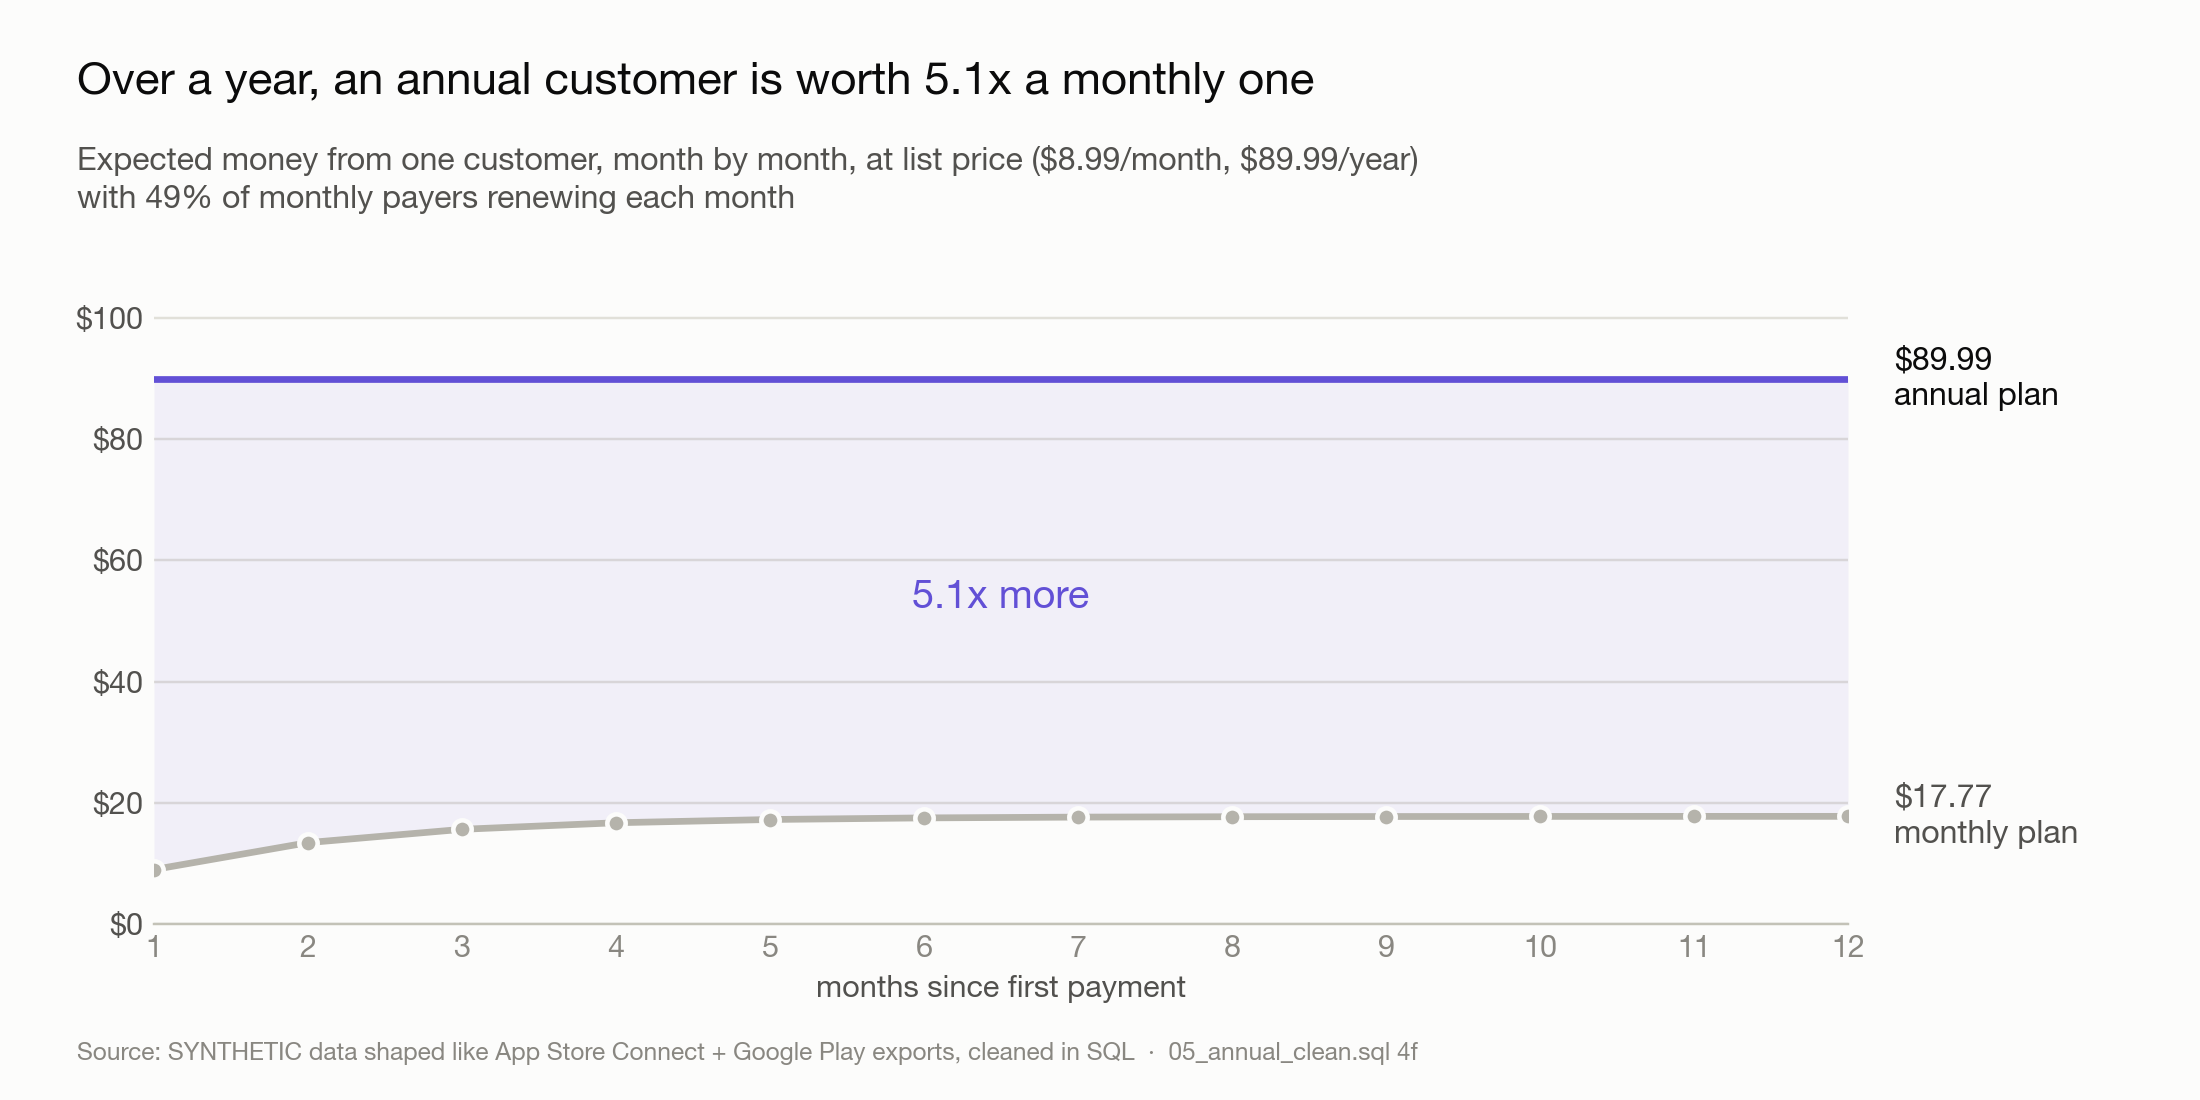 Over a year, an annual customer is worth 5.1x a monthly one
Expected money from one customer, month by month, at list price ($8.99/month, $89.99/year)
with 49% of monthly payers renewing each month
$100
$89.99
annual plan
$80
$60
5.1x more
$40
$20
$17.77
monthly plan
$0
1 2 3 4 5 6 7 8 9 10 11 12
months since first payment
Source: SYNTHETIC data shaped like App Store Connect + Google Play exports, cleaned in SQL · 05_annual_clean.sql 4f